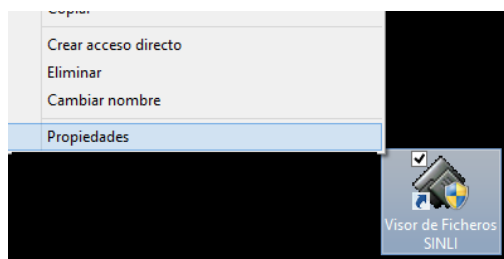 Crear acceso directo
Eliminar
Cambiar nombre
Propiedades
Visor de Ficheros
SINLI